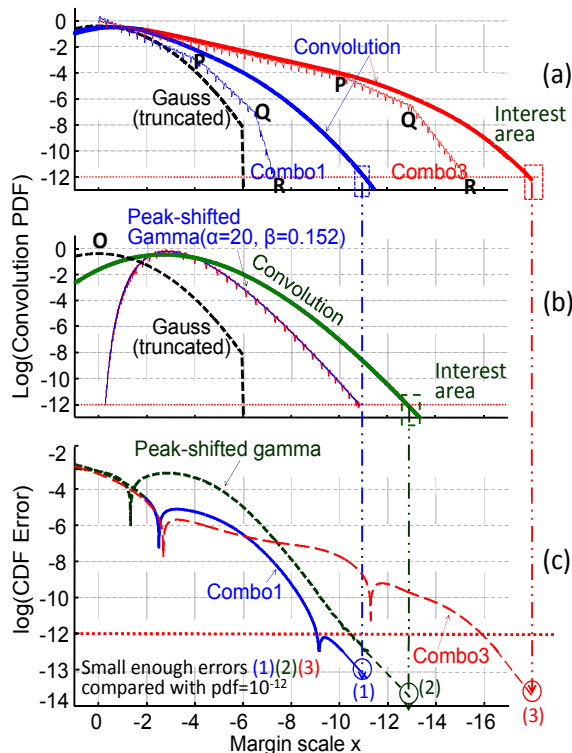 0
-2
-4
-6
-8
-10
-12
Convolution
(a)
P
P
Gauss
(truncated)
Q
Q
Interest
area
Combo1
Combo3
R
R
Log(Convolution PDF)
Peak-shifted
Gamma(α=20, β=0.152)
0
-2
-4
-6
-8
-10
-12
O
Convolution
(b)
Gauss
(truncated)
Interest
area
-2
-4
-6
-8
-10
-12
-13
-14
log(CDF Error)
Peak-shifted gamma
(c)
Combo1
Combo3
Small enough errors (1)(2)(3)
compared with pdf=10-12
(1)
(2)
(3)
0 -2 -4 -6 -8 -10 -12 -14 -16
Margin scale x